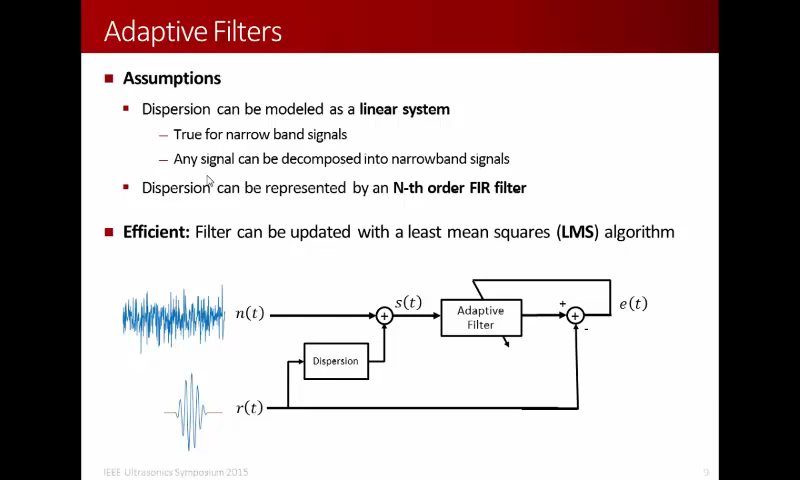 Adaptive Filters
Assumptions
Dispersion can be modeled as a linear system
– True for narrow band signals
– Any signal can be decomposed into narrowband signals
Dispersion can be represented by an N-th order FIR filter
Efficient: Filter can be updated with a least mean squares (LMS) algorithm
n(t)
+
s(t)
Adaptive
Filter
+
+
-
e(t)
Dispersion
r(t)
IEEE Ultrasonics Symposium 2015
9